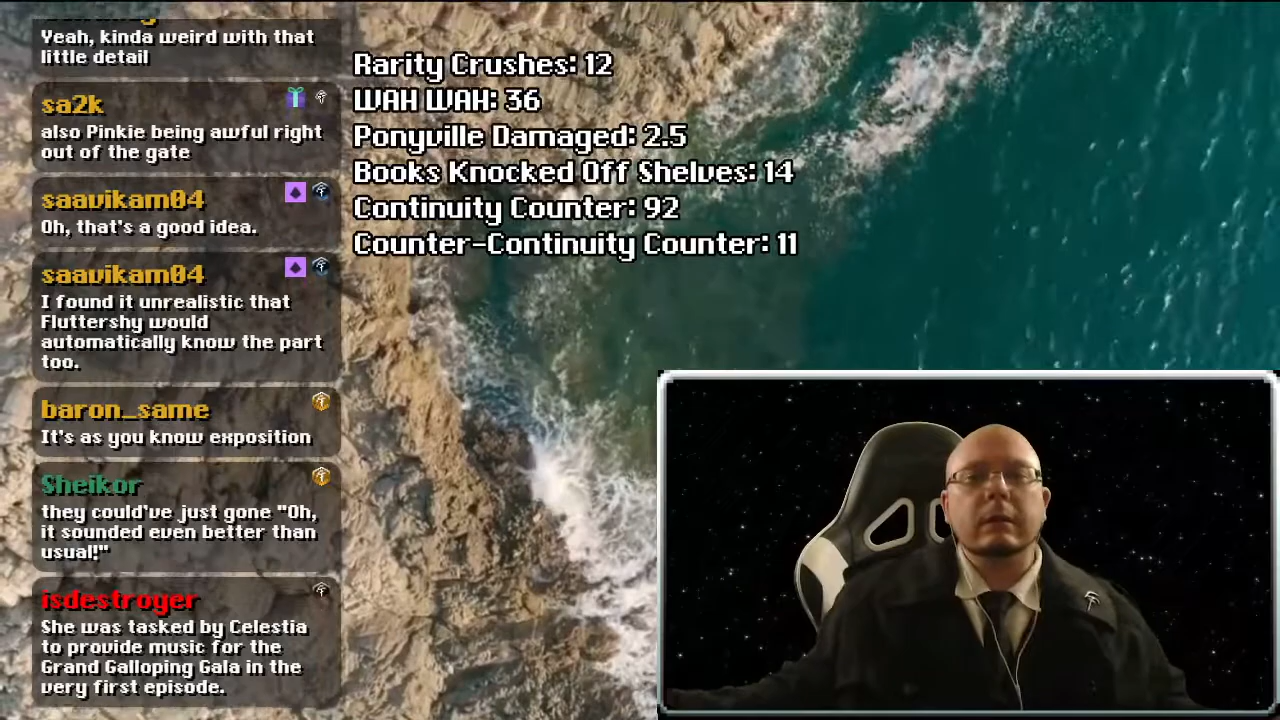 Yeah, kinda weird with that
little detail
sa2k
also Pinkie being awful right
out of the gate
saavikam04
Oh, that's a good idea.
saavikam04
I found it unrealistic that
Fluttershy would
automatically know the part
too.
baron_same
It's as you know exposition
Sheikor
they could've just gone "Oh,
it sounded even better than
usual!"
isdestroyer
She was tasked by Celestia
to provide music for the
Grand Galloping Gala in the
very first episode.
Rarity Crushes: 12
WAH WAH: 36
Ponyville Damaged: 2.5
Books Knocked Off Shelves: 14
Continuity Counter: 92
Counter-Continuity Counter: 11